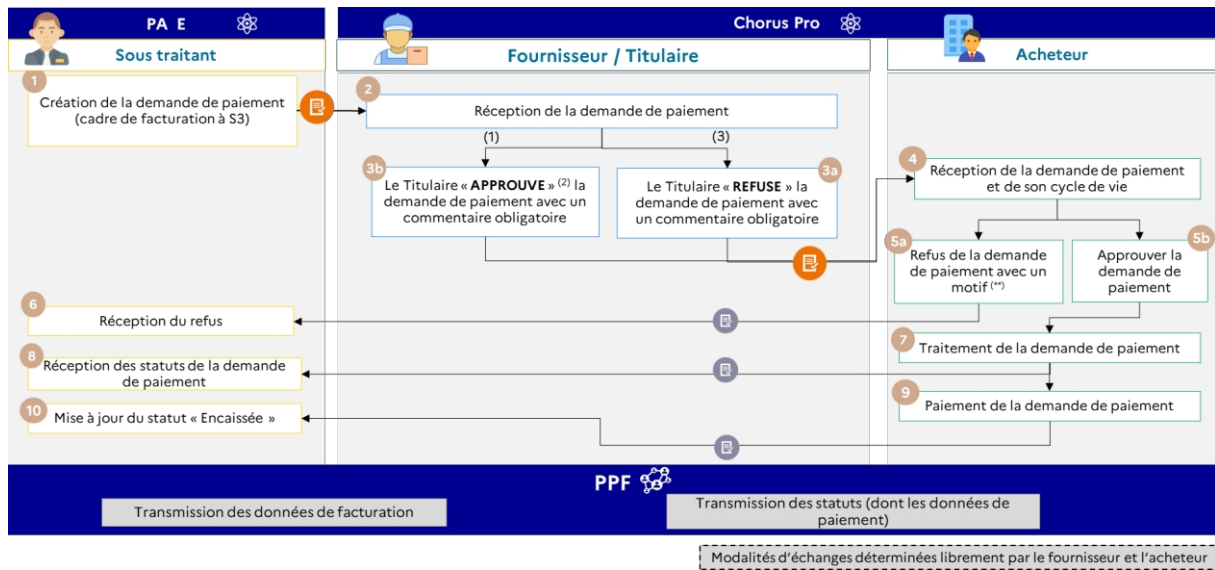 PA E
Chorus Pro
Sous traitant
Fournisseur / Titulaire
Acheteur
1
Création de la demande de paiement
(cadre de facturation à S3)
2
Réception de la demande de paiement
(1)
(3)
3b
Le Titulaire « APPROUVE » (2) la
demande de paiement avec un
commentaire obligatoire
3a
Le Titulaire « REFUSE » la
demande de paiement avec
un commentaire obligatoire
4
Réception de la demande de paiement
et de son cycle de vie
5a
Refus de la demande
de paiement avec un
motif (**)
5b
Approuver la
demande de
paiement
6
Réception du refus
7
Traitement de la demande de paiement
8
Réception des statuts de la demande
de paiement
9
Paiement de la demande de paiement
10
Mise à jour du statut « Encaissée »
PPF
Transmission des données de facturation
Transmission des statuts (dont les données de
paiement)
Modalités d'échanges déterminées librement par le fournisseur et l'acheteur